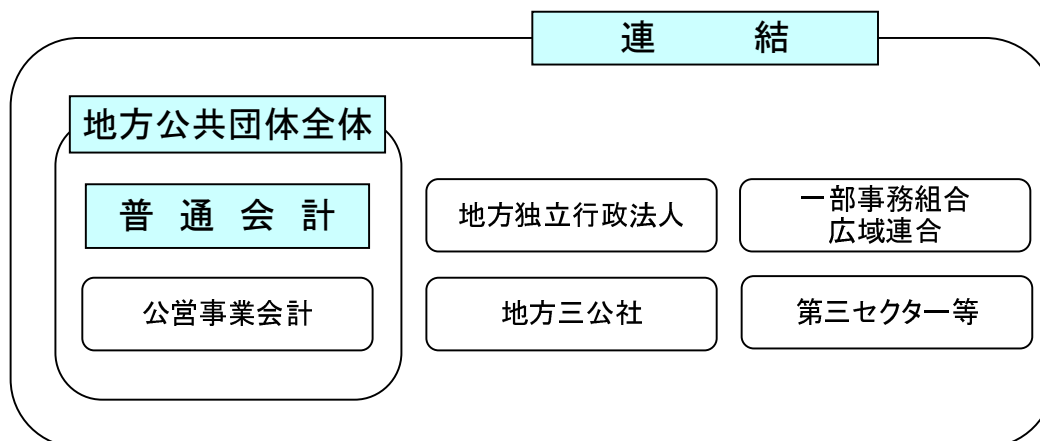 連結
地方公共団体全体
普通会計
地方独立行政法人
一部事務組合
広域連合
公営事業会計
地方三公社
第三セクター等